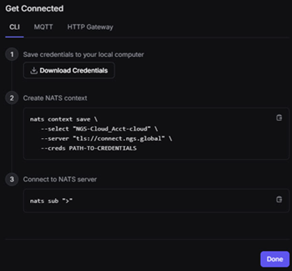 Get Connected
CLI MQTT HTTP Gateway
1 Save credentials to your local computer
Download Credentials
2 Create NATS context
nats context save \
--select "NGS-Cloud_Acct-cloud" \
--server "tls://connect.ngs.global" \
--creds PATH-TO-CREDENTIALS
3 Connect to NATS server
nats sub ">"
Done